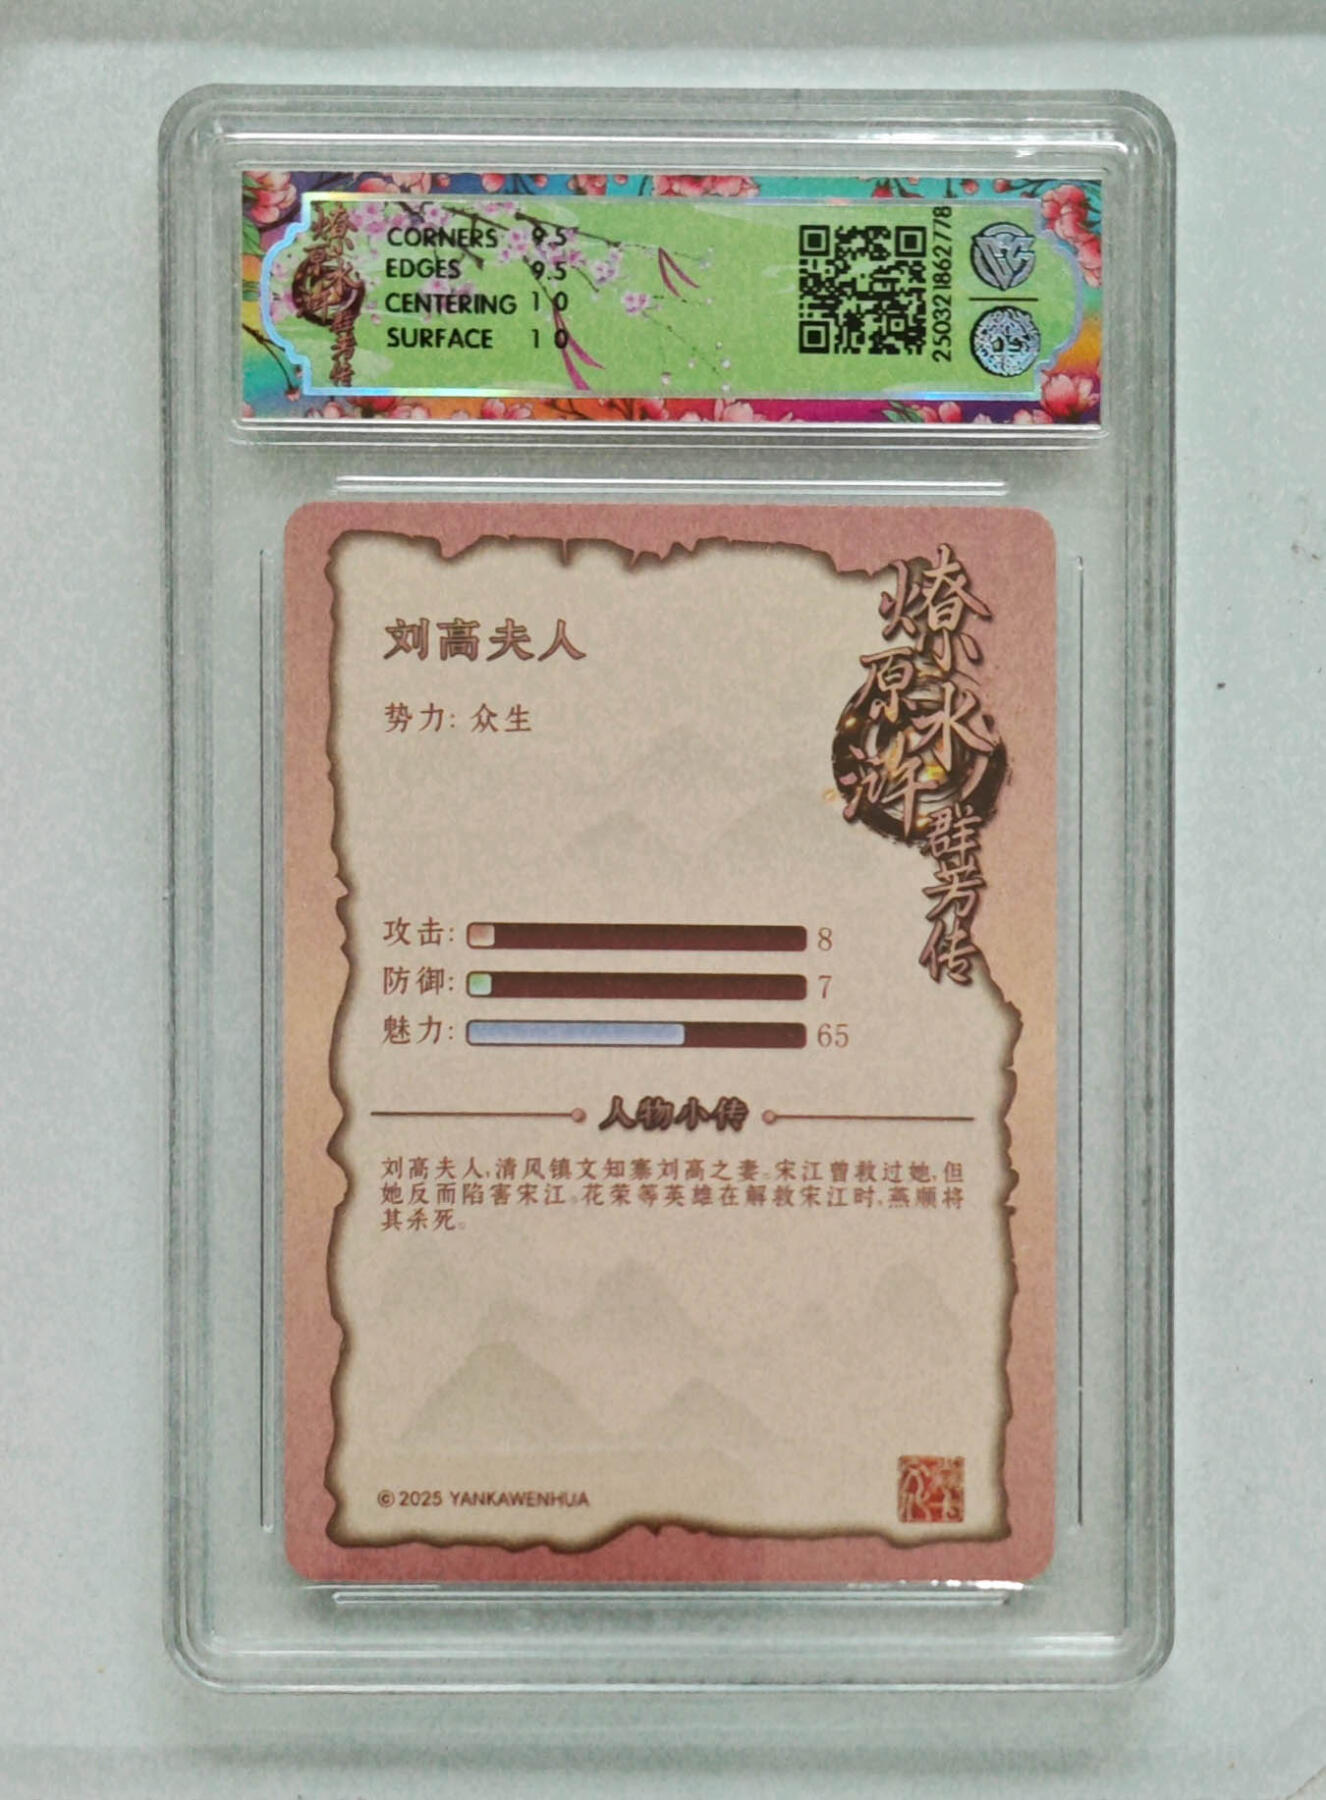 燎原水浒群芳传
CORNERS 9.5
EDGES 9.5
CENTERING 10
SURFACE 10
2503218622778
刘高夫人
势力: 众生
燎原水浒
群芳传
攻击: 8
防御: 7
魅力: 65
人物小传
刘高夫人,清风镇文知寨刘高之妻。宋江曾救过她,但
她反而陷害宋江。花荣等英雄在解救宋江时,燕顺将
其杀死。
© 2025 YANKAWENHUA